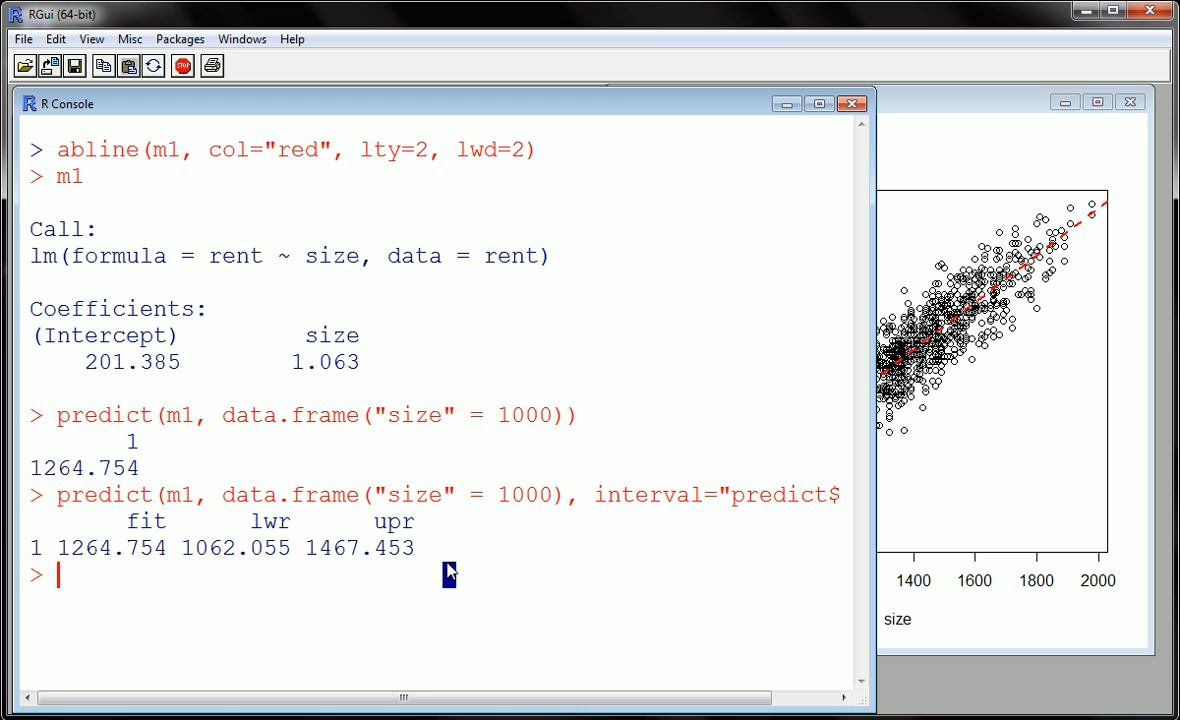 RGui (64-bit)
File Edit View Misc Packages Windows Help
STOP
R Console
> abline(m1, col="red", lty=2, lwd=2)
> m1
Call:
lm(formula = rent ~ size, data = rent)
Coefficients:
(Intercept) size
201.385 1.063
> predict(m1, data.frame("size" = 1000))
1
1264.754
> predict(m1, data.frame("size" = 1000), interval="predict$
fit lwr upr
1 1264.754 1062.055 1467.453
>
1400 1600 1800 2000
size